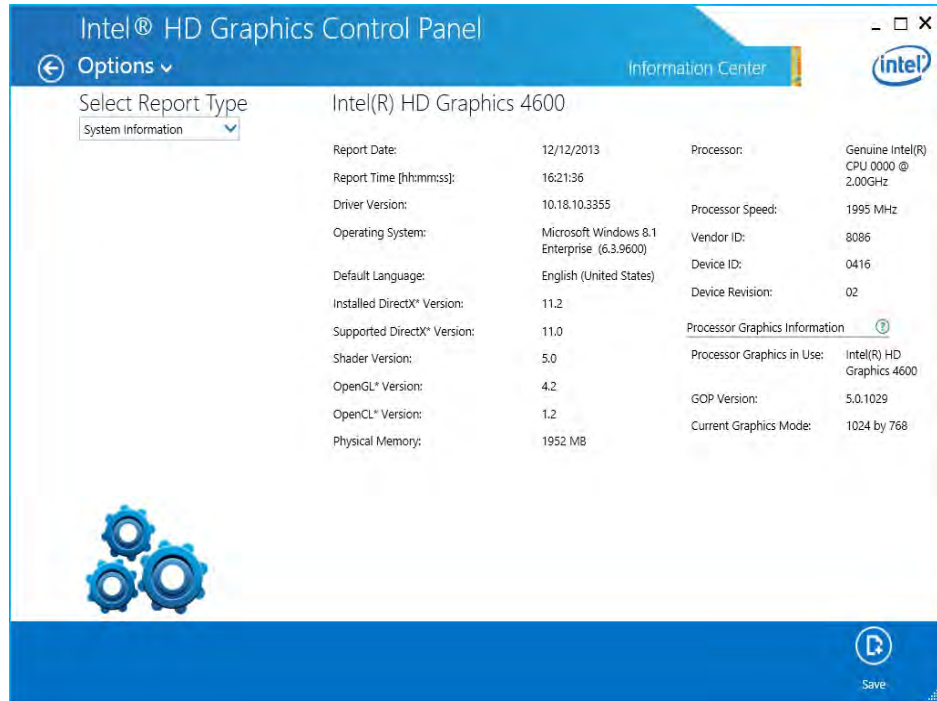 Intel® HD Graphics Control Panel
Options
Information Center
intel
Select Report Type
System Information
Intel(R) HD Graphics 4600
Report Date: 12/12/2013
Report Time [hh:mm:ss]: 16:21:36
Driver Version: 10.18.10.3355
Operating System: Microsoft Windows 8.1
Enterprise (6.3.9600)
Default Language: English (United States)
Installed DirectX* Version: 11.2
Supported DirectX* Version: 11.0
Shader Version: 5.0
OpenGL* Version: 4.2
OpenCL* Version: 1.2
Physical Memory: 1952 MB
Processor: Genuine Intel(R)
CPU 0000 @
2.00GHz
Processor Speed: 1995 MHz
Vendor ID: 8086
Device ID: 0416
Device Revision: 02
Processor Graphics Information ?
Processor Graphics in Use: Intel(R) HD
Graphics 4600
GOP Version: 5.0.1029
Current Graphics Mode: 1024 by 768
Save